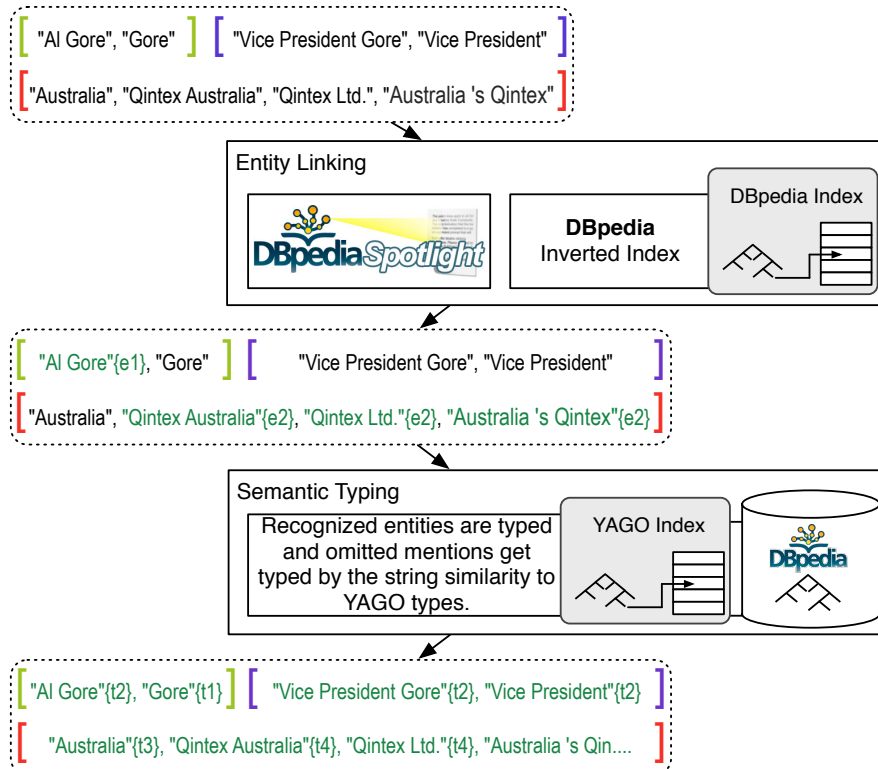 ["Al Gore", "Gore"] ["Vice President Gore", "Vice President"]
["Australia", "Qintex Australia", "Qintex Ltd.", "Australia 's Qintex"]
Entity Linking
DBpedia Spotlight
DBpedia
Inverted Index
DBpedia Index
["Al Gore"{e1}, "Gore"] ["Vice President Gore", "Vice President"]
["Australia", "Qintex Australia"{e2}, "Qintex Ltd."{e2}, "Australia 's Qintex"{e2}]
Semantic Typing
Recognized entities are typed
and omitted mentions get
typed by the string similarity to
YAGO types.
YAGO Index
DBpedia
["Al Gore"{t2}, "Gore"{t1}] ["Vice President Gore"{t2}, "Vice President"{t2}]
["Australia"{t3}, "Qintex Australia"{t4}, "Qintex Ltd."{t4}, "Australia 's Qin....]